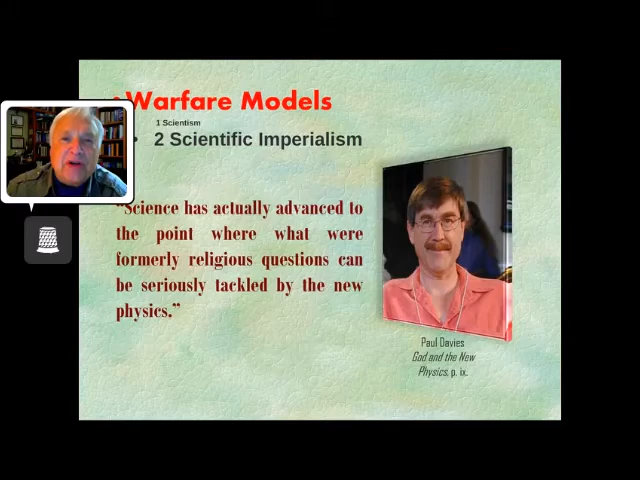 • Warfare Models
1 Scientism
• 2 Scientific Imperialism
“Science has actually advanced to
the point where what were
formerly religious questions can
be seriously tackled by the new
physics.”
Paul Davies
God and the New
Physics, p. ix.